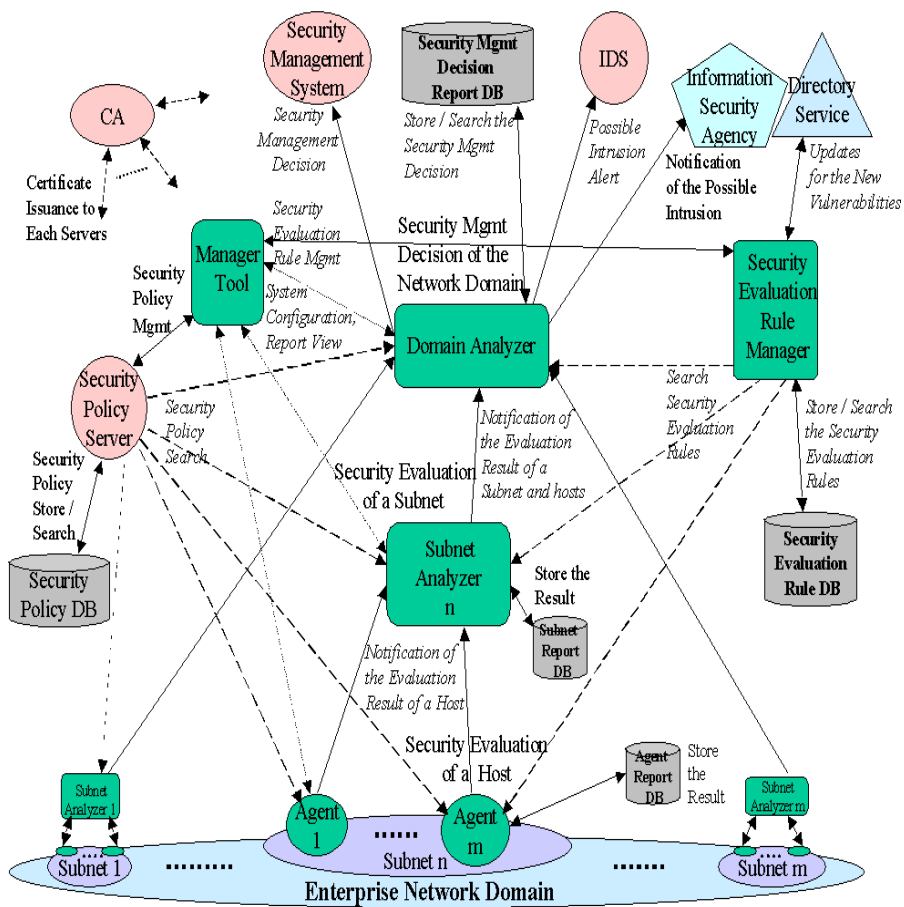 Security
Management
System
Security Mgmt
Decision
Report DB
IDS
Information
Security
Agency
Directory
Service
CA
Security
Management
Decision
Store / Search the
Security Mgmt
Decision
Possible
Intrusion
Alert
Notification
of the Possible
Intrusion
Updates
for the New
Vulnerabilities
Certificate
Issuance to
Each Servers
Manager
Tool
Security
Evaluation
Rule Mgmt
Security Mgmt
Decision of the
Network Domain
Security
Evaluation
Rule
Manager
Security
Policy
Mgmt
System
Configuration,
Report View
Domain Analyzer
Security
Policy
Server
Security
Policy
Search
Notification of
the Evaluation
Result of a
Subnet and hosts
Search
Security
Evaluation
Rules
Store / Search
the Security
Evaluation
Rules
Security
Policy
Store /
Search
Security Evaluation
of a Subnet
Security
Policy DB
Subnet
Analyzer
n
Store the
Result
Subnet
Report
DB
Security
Evaluation
Rule DB
Notification of
the Evaluation
Result of a Host
Security Evaluation
of a Host
Agent
Report
DB
Store
the
Result
Subnet
Analyzer 1
Agent
1
......
Agent
m
Subnet
Analyzer m
....
Subnet 1
.........
Subnet n
.........
....
Subnet m
Enterprise Network Domain